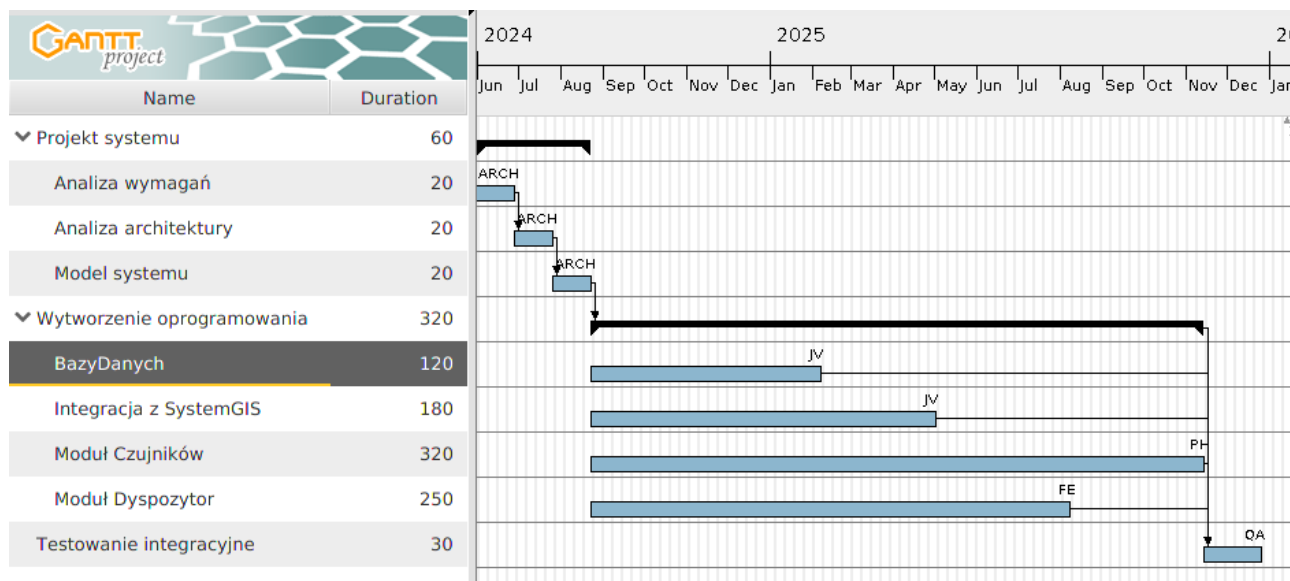 GANTT
project
2024 2025 2
Jun Jul Aug Sep Oct Nov Dec Jan Feb Mar Apr May Jun Jul Aug Sep Oct Nov Dec Jan
Name Duration
Projekt systemu 60
Analiza wymagań 20 ARCH
Analiza architektury 20 ARCH
Model systemu 20 ARCH
Wytworzenie oprogramowania 320
BazyDanych 120 JV
Integracja z SystemGIS 180 JV
Moduł Czujników 320 PH
Moduł Dyspozytor 250 FE
Testowanie integracyjne 30 QA